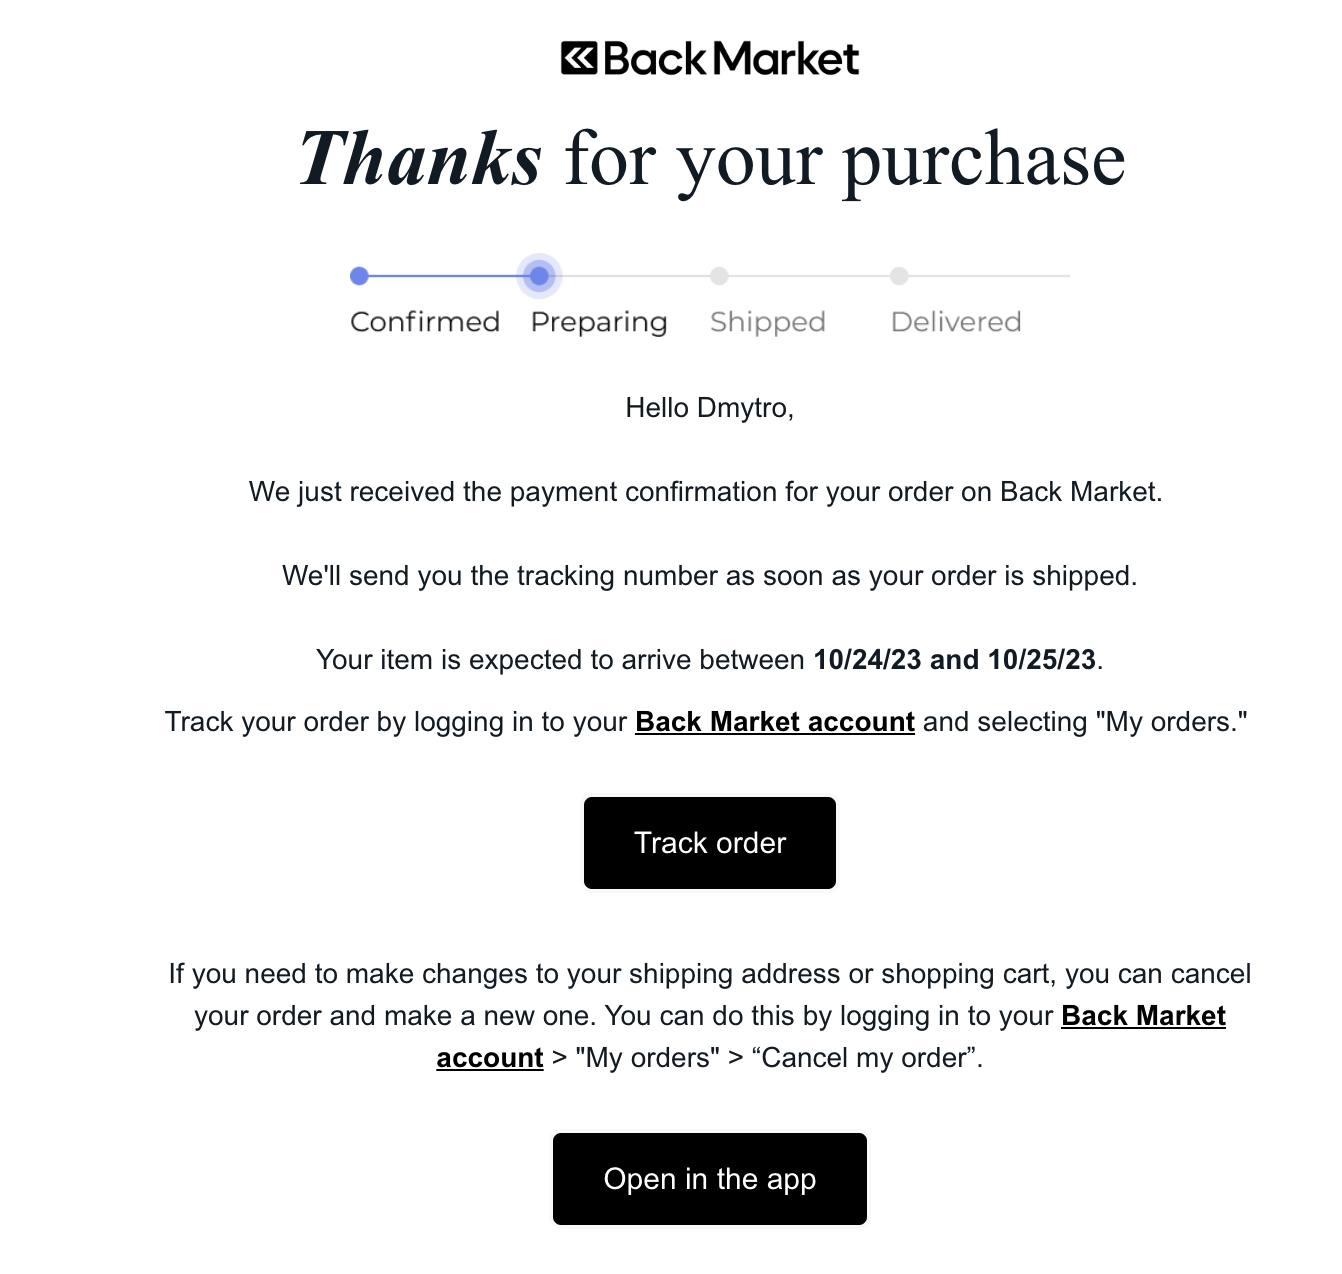 Back Market
Thanks for your purchase
Confirmed Preparing Shipped Delivered
Hello Dmytro,
We just received the payment confirmation for your order on Back Market.
We'll send you the tracking number as soon as your order is shipped.
Your item is expected to arrive between 10/24/23 and 10/25/23.
Track your order by logging in to your Back Market account and selecting "My orders."
Track order
If you need to make changes to your shipping address or shopping cart, you can cancel
your order and make a new one. You can do this by logging in to your Back Market
account > "My orders" > “Cancel my order”.
Open in the app